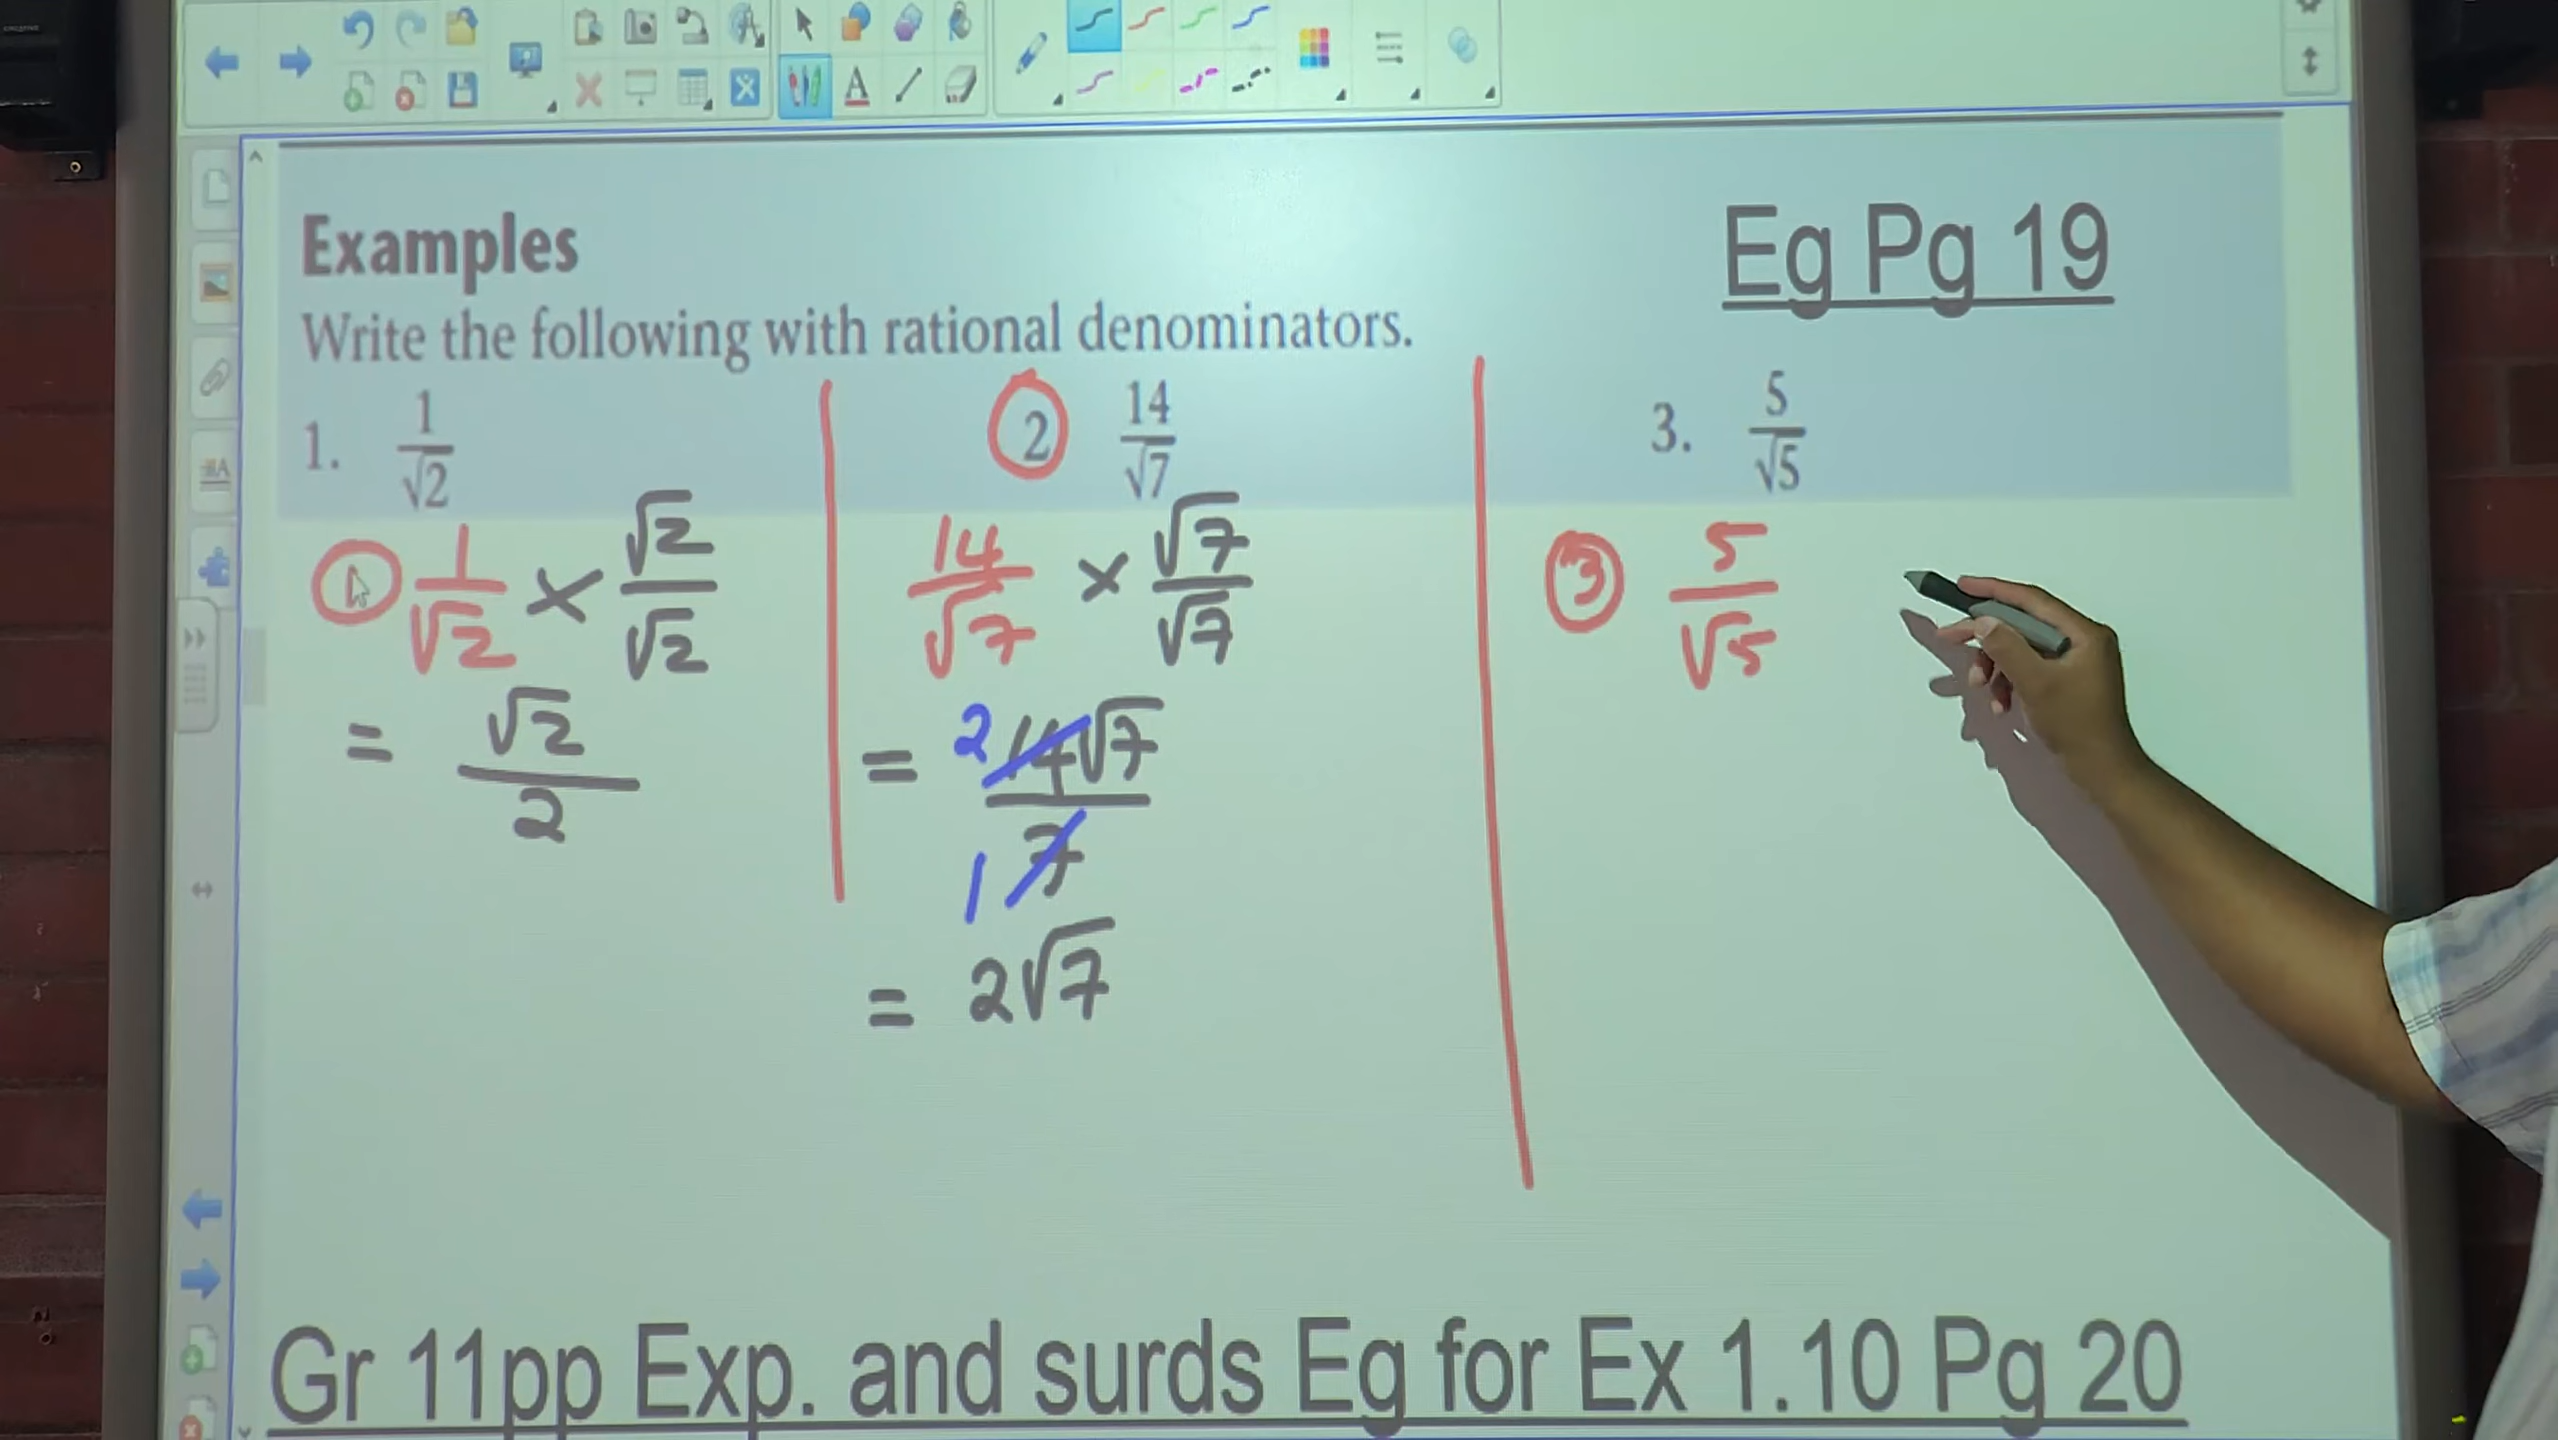 Examples
Eg Pg 19
Write the following with rational denominators.
1. 1/√2
2 14/√7
3. 5/√5
1/√2 × √2/√2
= √2/2
14/√7 × √7/√7
= 2 14√7/7 1
= 2√7
3 5/√5
Gr 11pp Exp. and surds Eg for Ex 1.10 Pg 20